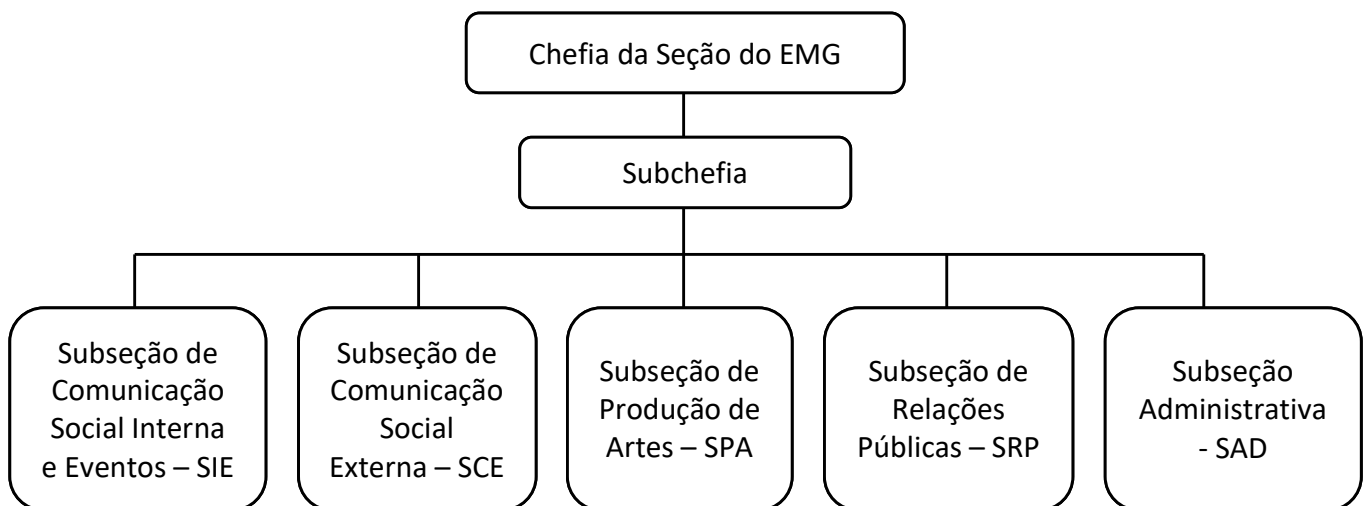 Chefia da Seção do EMG
Subchefia
Subseção de
Comunicação
Social Interna
e Eventos – SIE
Subseção de
Comunicação
Social
Externa – SCE
Subseção de
Produção de
Artes – SPA
Subseção de
Relações
Públicas – SRP
Subseção
Administrativa
- SAD